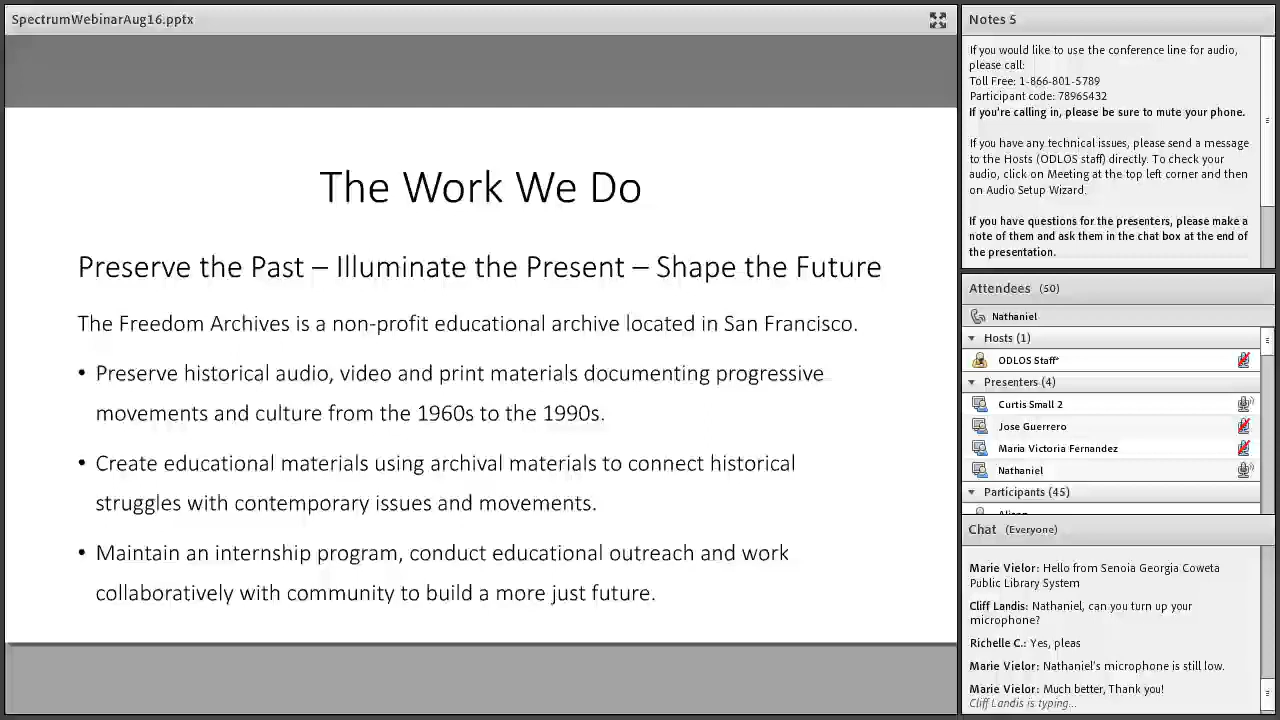 SpectrumWebinarAug16.pptx
The Work We Do
Preserve the Past – Illuminate the Present – Shape the Future
The Freedom Archives is a non-profit educational archive located in San Francisco.
• Preserve historical audio, video and print materials documenting progressive
movements and culture from the 1960s to the 1990s.
• Create educational materials using archival materials to connect historical
struggles with contemporary issues and movements.
• Maintain an internship program, conduct educational outreach and work
collaboratively with community to build a more just future.
Notes 5
If you would like to use the conference line for audio,
please call:
Toll Free: 1-866-801-5789
Participant code: 78965432
If you're calling in, please be sure to mute your phone.
If you have any technical issues, please send a message
to the Hosts (ODLOS staff) directly. To check your
audio, click on Meeting at the top left corner and then
on Audio Setup Wizard.
If you have questions for the presenters, please make a
note of them and ask them in the chat box at the end of
the presentation.
Attendees (50)
Nathaniel
Hosts (1)
ODLOS Staff*
Presenters (4)
Curtis Small 2
Jose Guerrero
Maria Victoria Fernandez
Nathaniel
Participants (45)
Chat (Everyone)
Marie Vielor: Hello from Senoia Georgia Coweta
Public Library System
Cliff Landis: Nathaniel, can you turn up your
microphone?
Richelle C.: Yes, pleas
Marie Vielor: Nathaniel's microphone is still low.
Marie Vielor: Much better, Thank you!
Cliff Landis is typing...